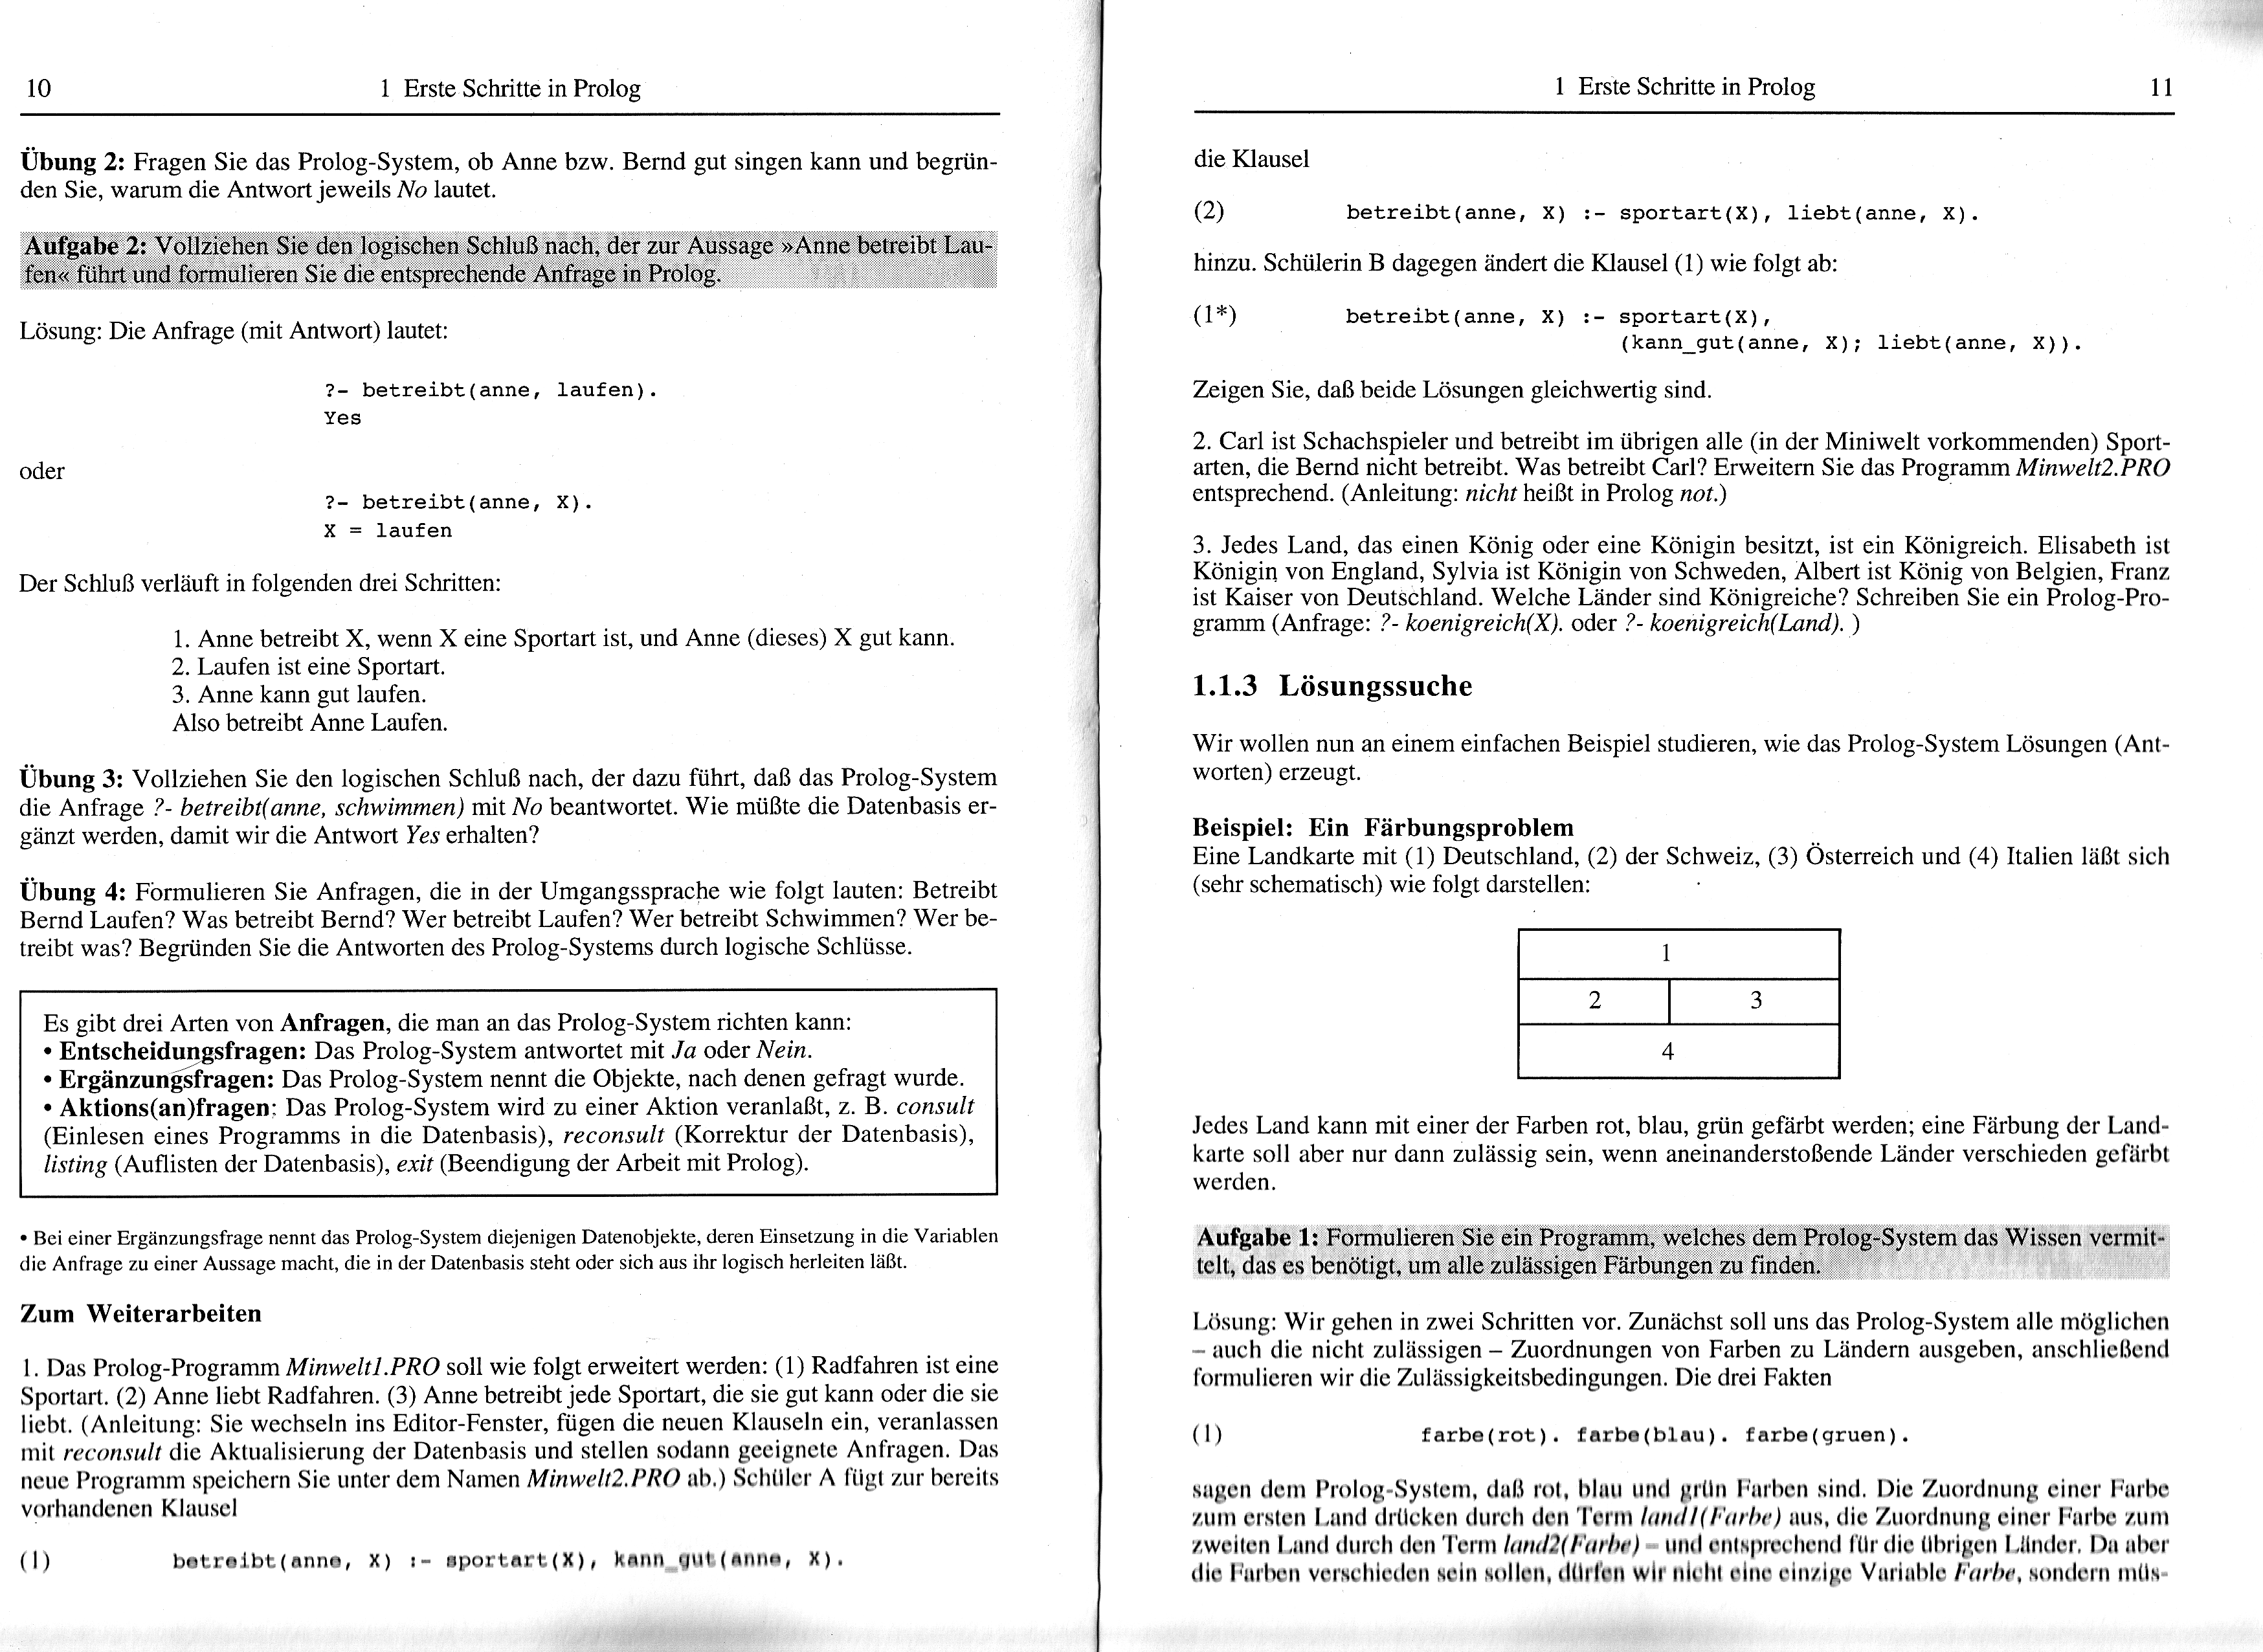 10
1 Erste Schritte in Prolog
Übung 2: Fragen Sie das Prolog-System, ob Anne bzw. Bernd gut singen kann und begrün-
den Sie, warum die Antwort jeweils No lautet.
Aufgabe 2: Vollziehen Sie den logischen Schluß nach, der zur Aussage »Anne betreibt Lau-
fen« führt und formulieren Sie die entsprechende Anfrage in Prolog.
Lösung: Die Anfrage (mit Antwort) lautet:
?- betreibt(anne, laufen).
Yes
oder
?- betreibt(anne, X).
X = laufen
Der Schluß verläuft in folgenden drei Schritten:
1. Anne betreibt X, wenn X eine Sportart ist, und Anne (dieses) X gut kann.
2. Laufen ist eine Sportart.
3. Anne kann gut laufen.
Also betreibt Anne Laufen.
Übung 3: Vollziehen Sie den logischen Schluß nach, der dazu führt, daß das Prolog-System
die Anfrage ?- betreibt(anne, schwimmen) mit No beantwortet. Wie müßte die Datenbasis er-
gänzt werden, damit wir die Antwort Yes erhalten?
Übung 4: Formulieren Sie Anfragen, die in der Umgangssprache wie folgt lauten: Betreibt
Bernd Laufen? Was betreibt Bernd? Wer betreibt Laufen? Wer betreibt Schwimmen? Wer be-
treibt was? Begründen Sie die Antworten des Prolog-Systems durch logische Schlüsse.
Es gibt drei Arten von Anfragen, die man an das Prolog-System richten kann:
• Entscheidungsfragen: Das Prolog-System antwortet mit Ja oder Nein.
• Ergänzungsfragen: Das Prolog-System nennt die Objekte, nach denen gefragt wurde.
• Aktions(an)fragen: Das Prolog-System wird zu einer Aktion veranlaßt, z. B. consult
(Einlesen eines Programms in die Datenbasis), reconsult (Korrektur der Datenbasis),
listing (Auflisten der Datenbasis), exit (Beendigung der Arbeit mit Prolog).
• Bei einer Ergänzungsfrage nennt das Prolog-System diejenigen Datenobjekte, deren Einsetzung in die Variablen
die Anfrage zu einer Aussage macht, die in der Datenbasis steht oder sich aus ihr logisch herleiten läßt.
Zum Weiterarbeiten
1. Das Prolog-Programm Minwelt1.PRO soll wie folgt erweitert werden: (1) Radfahren ist eine
Sportart. (2) Anne liebt Radfahren. (3) Anne betreibt jede Sportart, die sie gut kann oder die sie
liebt. (Anleitung: Sie wechseln ins Editor-Fenster, fügen die neuen Klauseln ein, veranlassen
mit reconsult die Aktualisierung der Datenbasis und stellen sodann geeignete Anfragen. Das
neue Programm speichern Sie unter dem Namen Minwelt2.PRO ab.) Schüler A fügt zur bereits
vorhandenen Klausel
(1) betreibt(anne, X) :- sportart(X), kann_gut(anne, X).
1 Erste Schritte in Prolog
11
die Klausel
(2) betreibt(anne, X) :- sportart(X), liebt(anne, X).
hinzu. Schülerin B dagegen ändert die Klausel (1) wie folgt ab:
(1*) betreibt(anne, X) :- sportart(X),
(kann_gut(anne, X); liebt(anne, X)).
Zeigen Sie, daß beide Lösungen gleichwertig sind.
2. Carl ist Schachspieler und betreibt im übrigen alle (in der Miniwelt vorkommenden) Sport-
arten, die Bernd nicht betreibt. Was betreibt Carl? Erweitern Sie das Programm Minwelt2.PRO
entsprechend. (Anleitung: nicht heißt in Prolog not.)
3. Jedes Land, das einen König oder eine Königin besitzt, ist ein Königreich. Elisabeth ist
Königin von England, Sylvia ist Königin von Schweden, Albert ist König von Belgien, Franz
ist Kaiser von Deutschland. Welche Länder sind Königreiche? Schreiben Sie ein Prolog-Pro-
gramm (Anfrage: ?- koenigreich(X). oder ?- koenigreich(Land). )
1.1.3 Lösungssuche
Wir wollen nun an einem einfachen Beispiel studieren, wie das Prolog-System Lösungen (Ant-
worten) erzeugt.
Beispiel: Ein Färbungsproblem
Eine Landkarte mit (1) Deutschland, (2) der Schweiz, (3) Österreich und (4) Italien läßt sich
(sehr schematisch) wie folgt darstellen:
1
2 3
4
Jedes Land kann mit einer der Farben rot, blau, grün gefärbt werden; eine Färbung der Land-
karte soll aber nur dann zulässig sein, wenn aneinanderstoßende Länder verschieden gefärbt
werden.
Aufgabe 1: Formulieren Sie ein Programm, welches dem Prolog-System das Wissen vermit-
telt, das es benötigt, um alle zulässigen Färbungen zu finden.
Lösung: Wir gehen in zwei Schritten vor. Zunächst soll uns das Prolog-System alle möglichen
– auch die nicht zulässigen – Zuordnungen von Farben zu Ländern ausgeben, anschließend
formulieren wir die Zulässigkeitsbedingungen. Die drei Fakten
(1) farbe(rot). farbe(blau). farbe(gruen).
sagen dem Prolog-System, daß rot, blau und grün Farben sind. Die Zuordnung einer Farbe
zum ersten Land drücken durch den Term land1(Farbe) aus, die Zuordnung einer Farbe zum
zweiten Land durch den Term land2(Farbe) – und entsprechend für die übrigen Länder. Da aber
die Farben verschieden sein sollen, dürfen wir nicht eine einzige Variable Farbe, sondern müs-